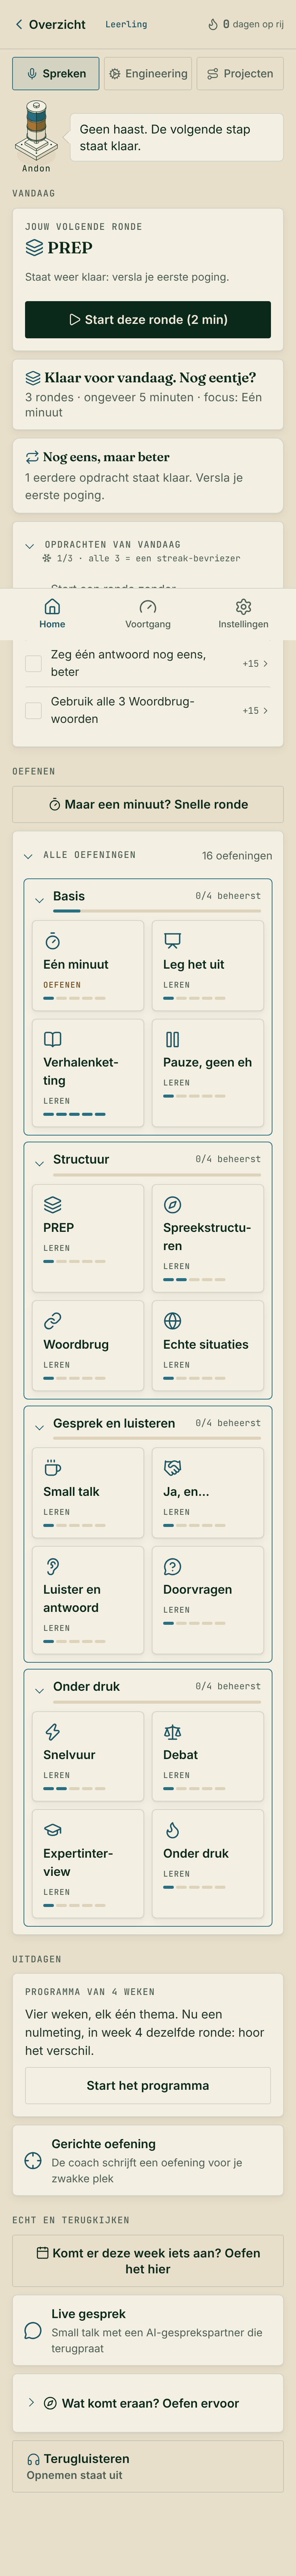 Overzicht
Leerling
0 dagen op rij
Spreken
Engineering
Projecten
Geen haast. De volgende stap
staat klaar.
Andon
VANDAAG
JOUW VOLGENDE RONDE
PREP
Staat weer klaar: versla je eerste poging.
Start deze ronde (2 min)
Klaar voor vandaag. Nog eentje?
3 rondes · ongeveer 5 minuten · focus: Eén
minuut
Nog eens, maar beter
1 eerdere opdracht staat klaar. Versla je
eerste poging.
OPDRACHTEN VAN VANDAAG
1/3 · alle 3 = een streak-bevriezer
Home
Voortgang
Instellingen
Zeg één antwoord nog eens,
beter
+15
Gebruik alle 3 Woordbrug-
woorden
+15
OEFENEN
Maar een minuut? Snelle ronde
ALLE OEFENINGEN
16 oefeningen
Basis
0/4 beheerst
Eén minuut
OEFENEN
Leg het uit
LEREN
Verhalenket-
ting
LEREN
Pauze, geen eh
LEREN
Structuur
0/4 beheerst
PREP
LEREN
Spreekstructu-
ren
LEREN
Woordbrug
LEREN
Echte situaties
LEREN
Gesprek en luisteren
0/4 beheerst
Small talk
LEREN
Ja, en...
LEREN
Luister en
antwoord
LEREN
Doorvragen
LEREN
Onder druk
0/4 beheerst
Snelvuur
LEREN
Debat
LEREN
Expertinter-
view
LEREN
Onder druk
LEREN
UITDAGEN
PROGRAMMA VAN 4 WEKEN
Vier weken, elk één thema. Nu een
nulmeting, in week 4 dezelfde ronde: hoor
het verschil.
Start het programma
Gerichte oefening
De coach schrijft een oefening voor je
zwakke plek
ECHT EN TERUGKIJKEN
Komt er deze week iets aan? Oefen
het hier
Live gesprek
Small talk met een AI-gesprekspartner die
terugpraat
Wat komt eraan? Oefen ervoor
Terugluisteren
Opnemen staat uit